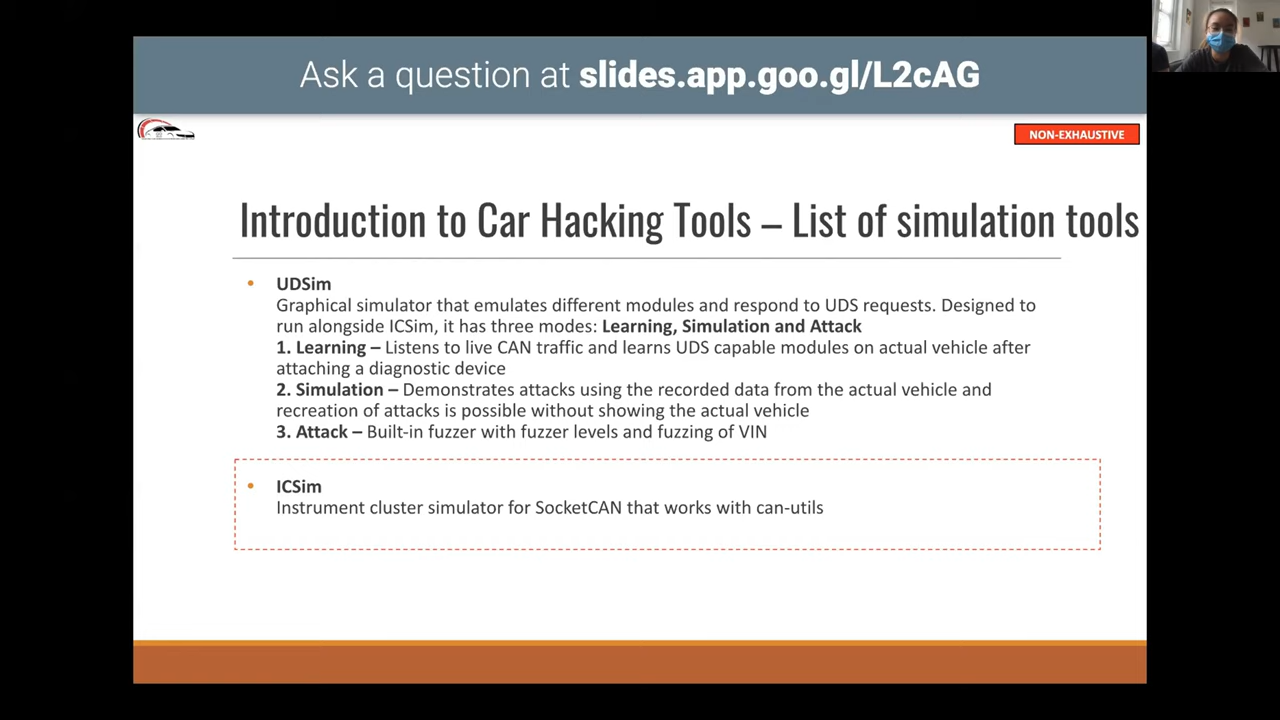 Ask a question at slides.app.goo.gl/L2cAG
NON-EXHAUSTIVE
Introduction to Car Hacking Tools – List of simulation tools
• UDSim
Graphical simulator that emulates different modules and respond to UDS requests. Designed to
run alongside ICSim, it has three modes: Learning, Simulation and Attack
1. Learning – Listens to live CAN traffic and learns UDS capable modules on actual vehicle after
attaching a diagnostic device
2. Simulation – Demonstrates attacks using the recorded data from the actual vehicle and
recreation of attacks is possible without showing the actual vehicle
3. Attack – Built-in fuzzer with fuzzer levels and fuzzing of VIN
• ICSim
Instrument cluster simulator for SocketCAN that works with can-utils